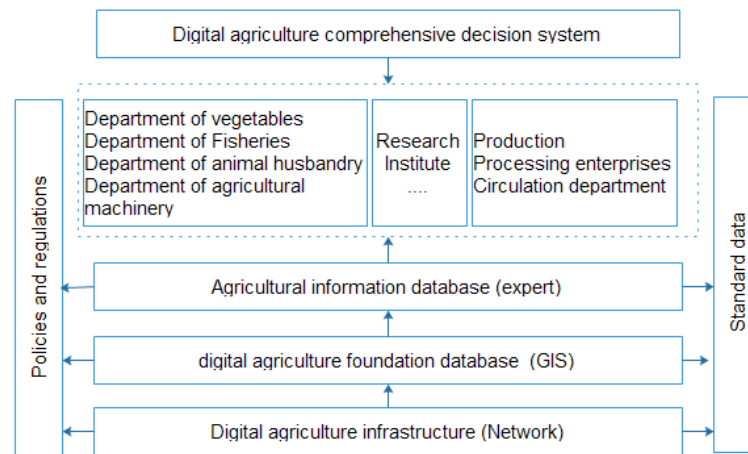 Digital agriculture comprehensive decision system
Policies and regulations
Department of vegetables
Department of Fisheries
Department of animal husbandry
Department of agricultural
machinery
Research
Institute
....
Production
Processing enterprises
Circulation department
Standard data
Agricultural information database (expert)
digital agriculture foundation database (GIS)
Digital agriculture infrastructure (Network)